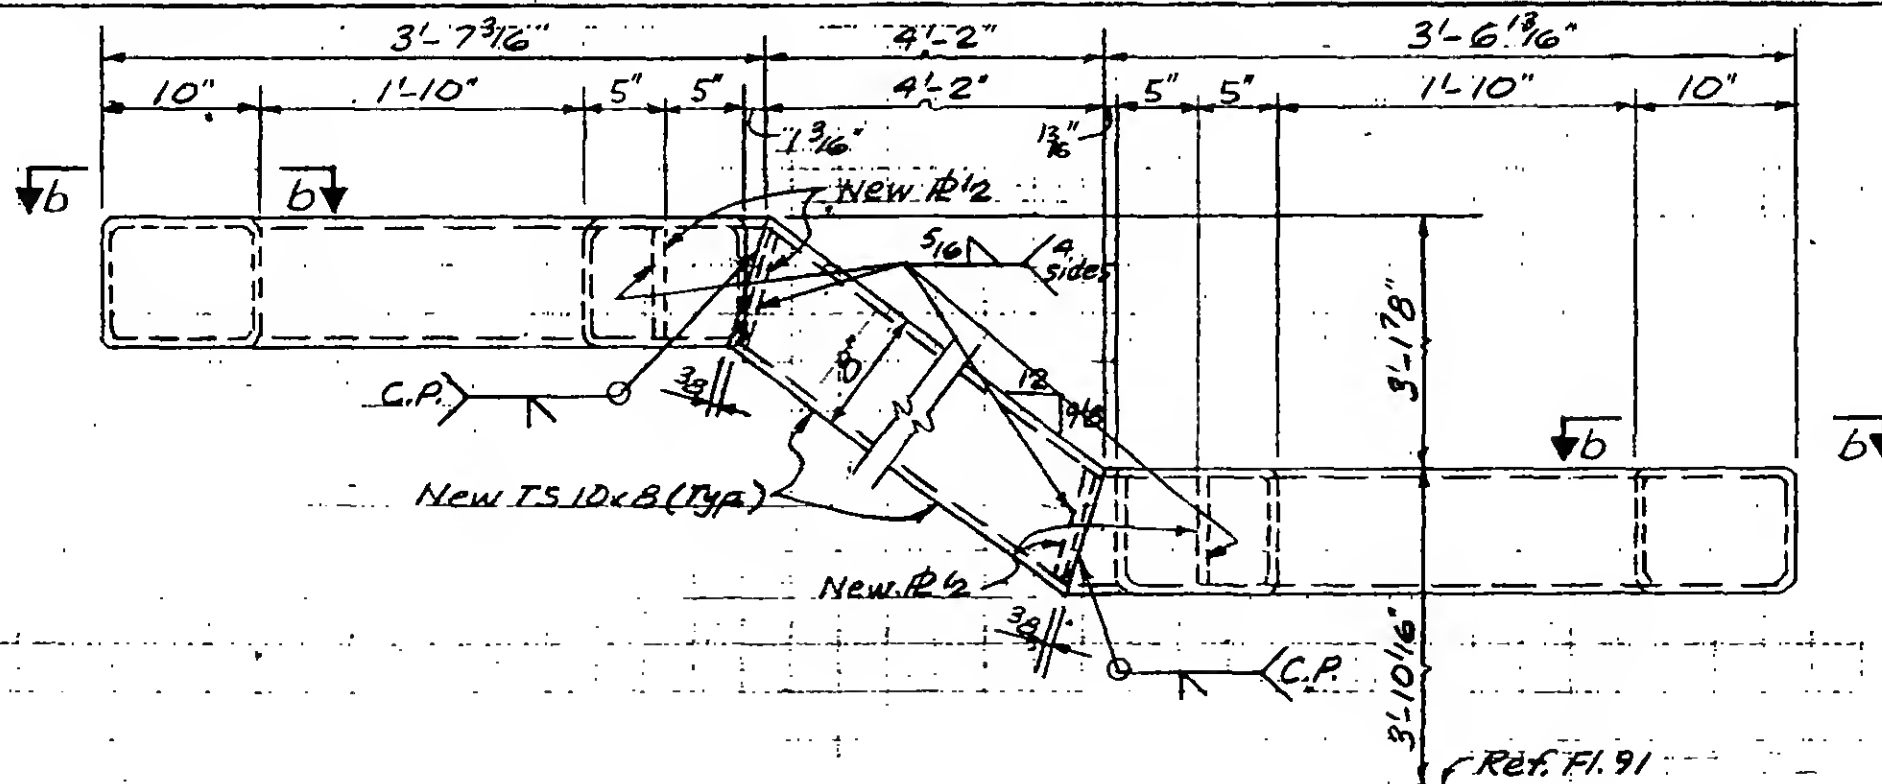 3'-7 3/16" 4'-2" 3'-6 13/16"
10" 1'-10" 5" 5" 4'-2" 5" 5" 1'-10" 10"
1 3/16" 13/16"
b b
New ℄ 1/2
5/16 4 sides
8"
3'-1 7/8"
12
9 1/8
C.P.
3/8
b b
New TS 10x8 (Typ.)
New ℄ 1/2
3/8
C.P.
3'-10 1/16"
Ref. Fl. 91